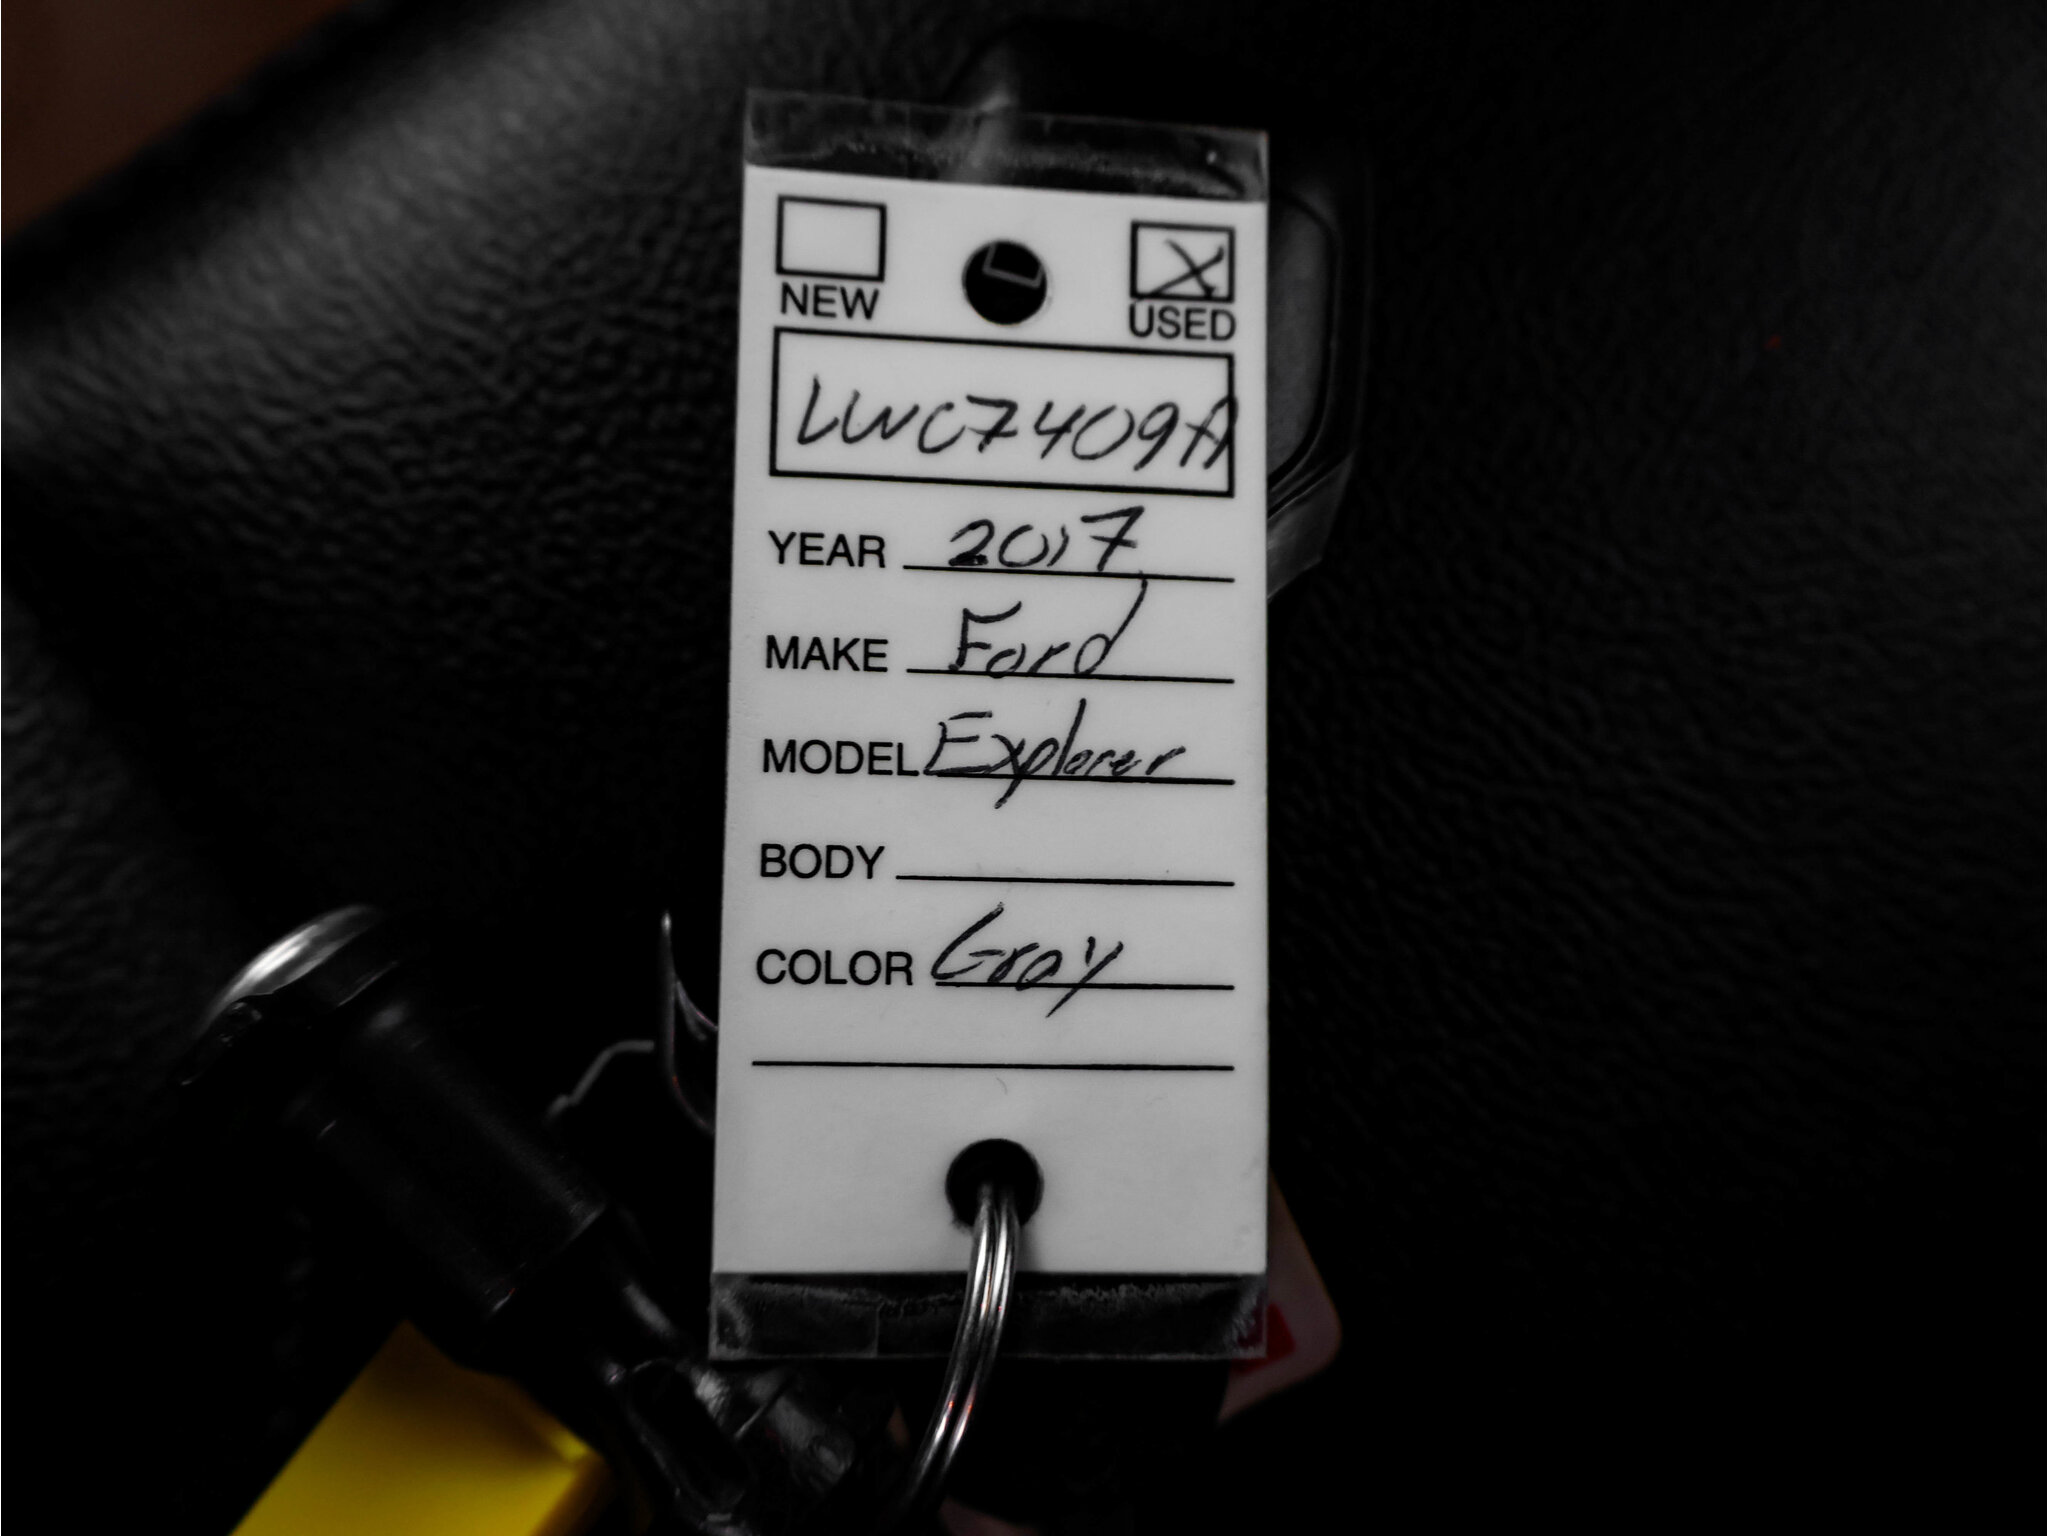 NEW USED
LWC7409A
YEAR 2017
MAKE Ford
MODEL Explorer
BODY
COLOR Gray